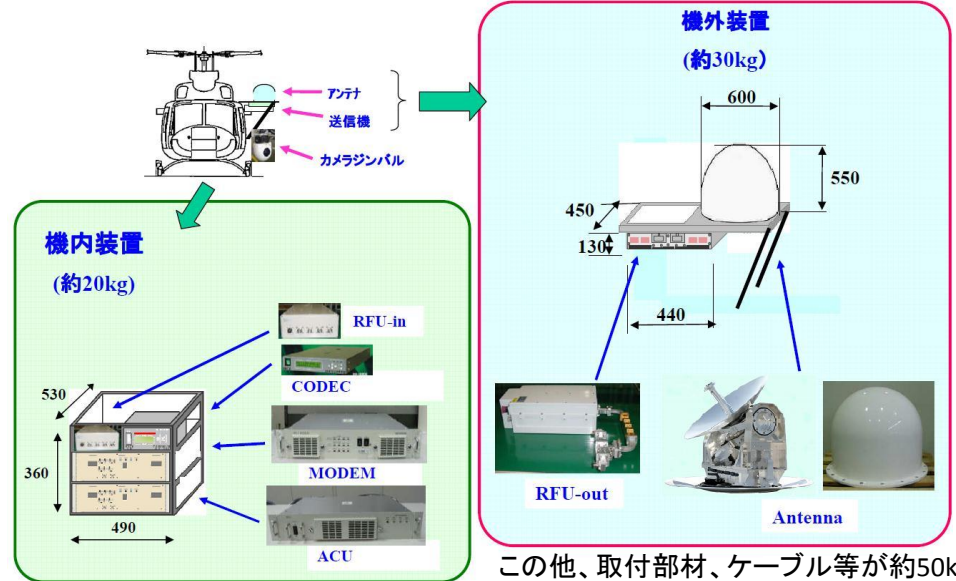 アンテナ
送信機
カメラジンバル
機外装置
(約30kg)
600
550
450
130
440
RFU-out
Antenna
機内装置
(約20kg)
RFU-in
CODEC
MODEM
ACU
530
360
490
この他、取付部材、ケーブル等が約50k